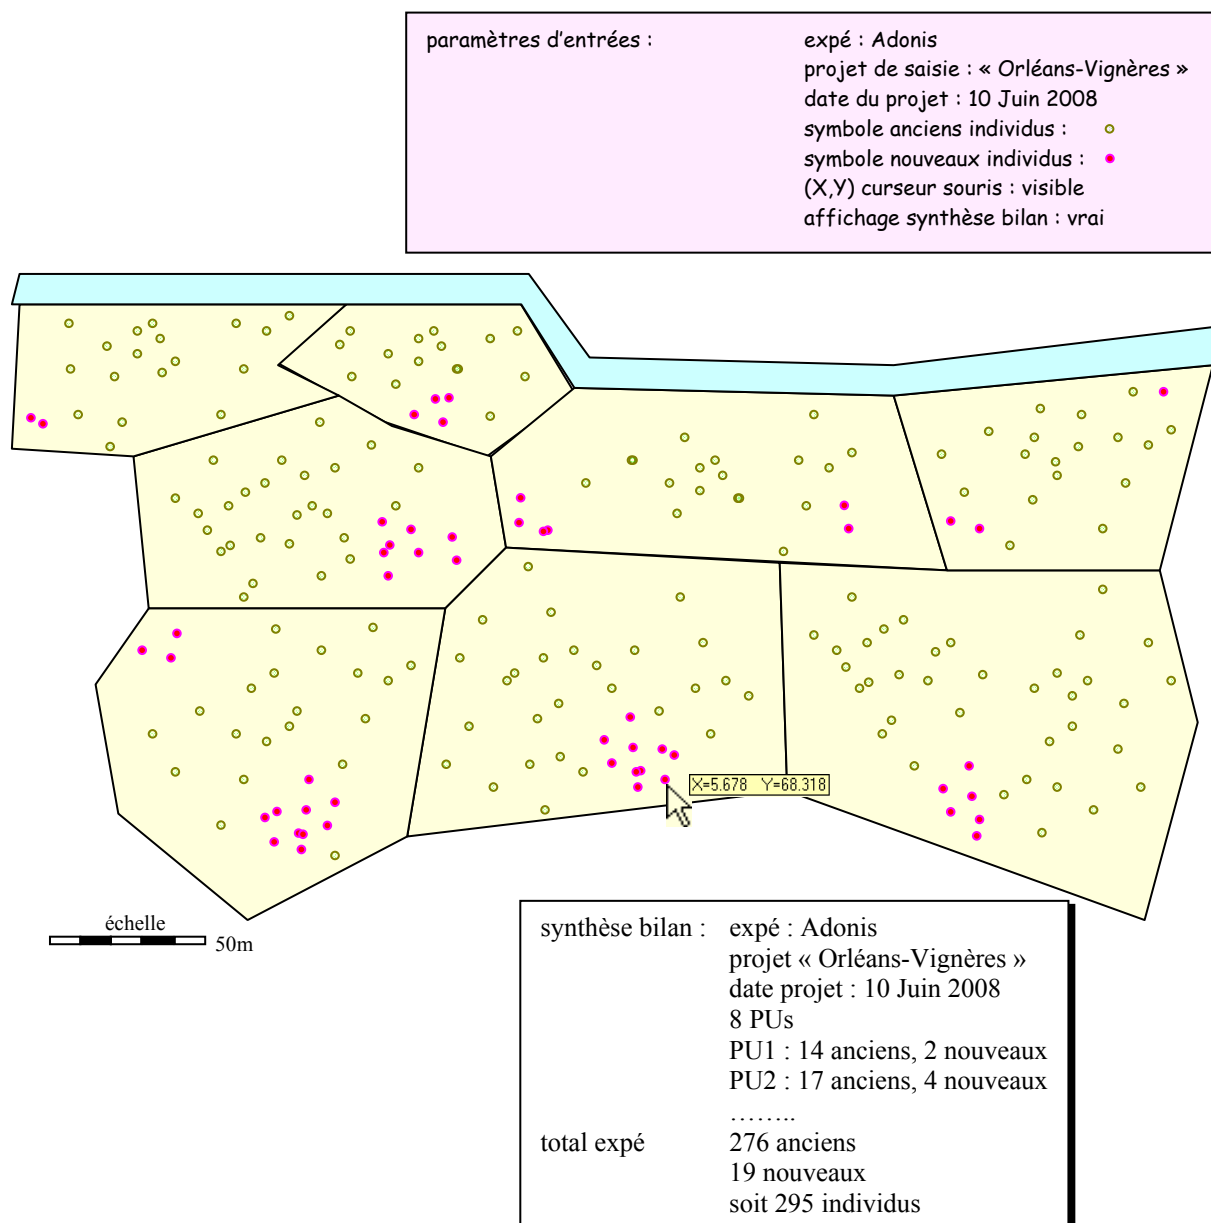 paramètres d'entrées : expé : Adonis
projet de saisie : « Orléans-Vignères »
date du projet : 10 Juin 2008
symbole anciens individus :
symbole nouveaux individus :
(X,Y) curseur souris : visible
affichage synthèse bilan : vrai
X=5.678 Y=68.318
échelle
50m
synthèse bilan : expé : Adonis
projet « Orléans-Vignères »
date projet : 10 Juin 2008
8 PUs
PU1 : 14 anciens, 2 nouveaux
PU2 : 17 anciens, 4 nouveaux
……..
total expé 276 anciens
19 nouveaux
soit 295 individus